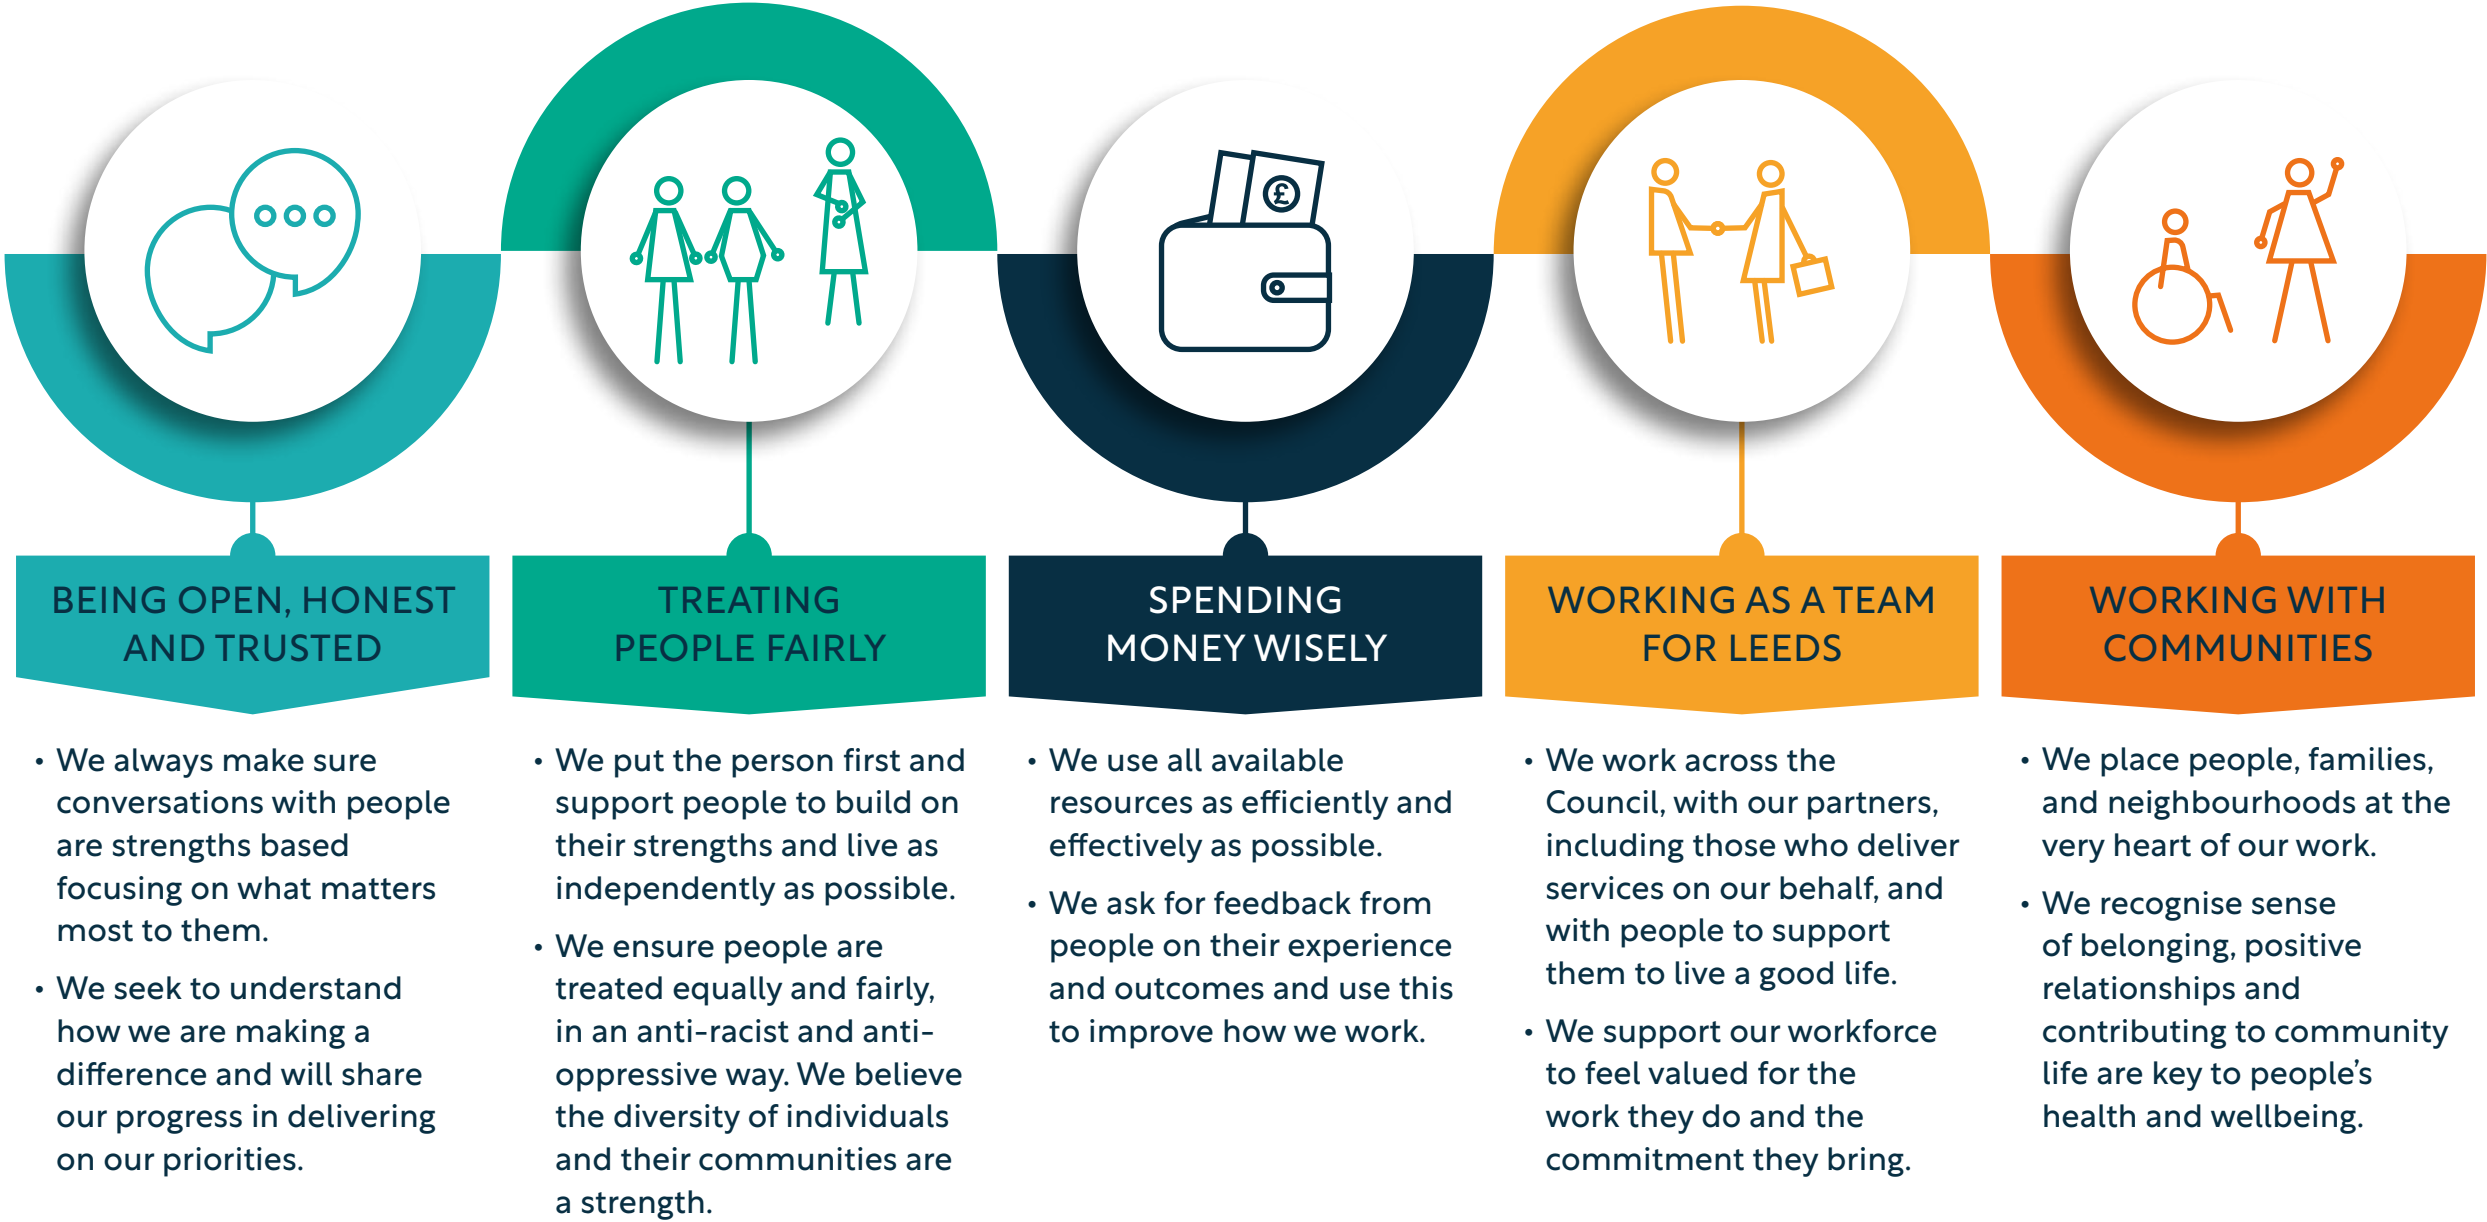 £
BEING OPEN, HONEST
AND TRUSTED
• We always make sure
conversations with people
are strengths based
focusing on what matters
most to them.
• We seek to understand
how we are making a
difference and will share
our progress in delivering
on our priorities.
TREATING
PEOPLE FAIRLY
• We put the person first and
support people to build on
their strengths and live as
independently as possible.
• We ensure people are
treated equally and fairly,
in an anti-racist and anti-
oppressive way. We believe
the diversity of individuals
and their communities are
a strength.
SPENDING
MONEY WISELY
• We use all available
resources as efficiently and
effectively as possible.
• We ask for feedback from
people on their experience
and outcomes and use this
to improve how we work.
WORKING AS A TEAM
FOR LEEDS
• We work across the
Council, with our partners,
including those who deliver
services on our behalf, and
with people to support
them to live a good life.
• We support our workforce
to feel valued for the
work they do and the
commitment they bring.
WORKING WITH
COMMUNITIES
• We place people, families,
and neighbourhoods at the
very heart of our work.
• We recognise sense
of belonging, positive
relationships and
contributing to community
life are key to people’s
health and wellbeing.